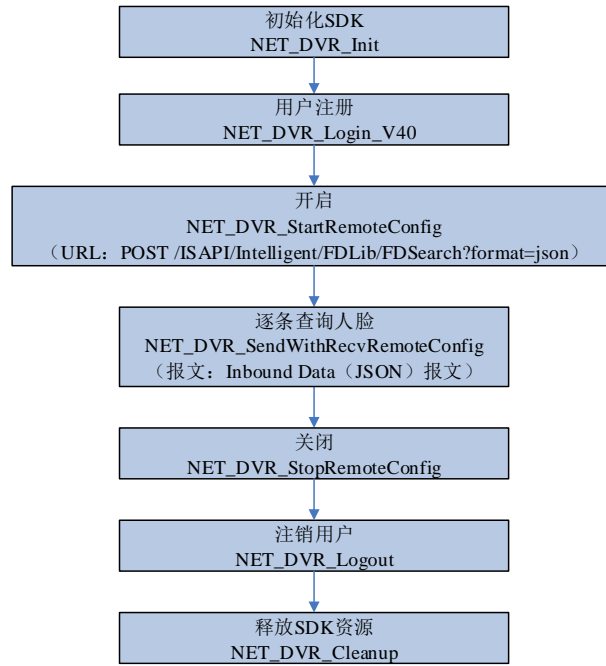 初始化SDK
NET_DVR_Init
用户注册
NET_DVR_Login_V40
开启
NET_DVR_StartRemoteConfig
（URL：POST /ISAPI/Intelligent/FDLib/FDSearch?format=json）
逐条查询人脸
NET_DVR_SendWithRecvRemoteConfig
（报文：Inbound Data（JSON）报文）
关闭
NET_DVR_StopRemoteConfig
注销用户
NET_DVR_Logout
释放SDK资源
NET_DVR_Cleanup